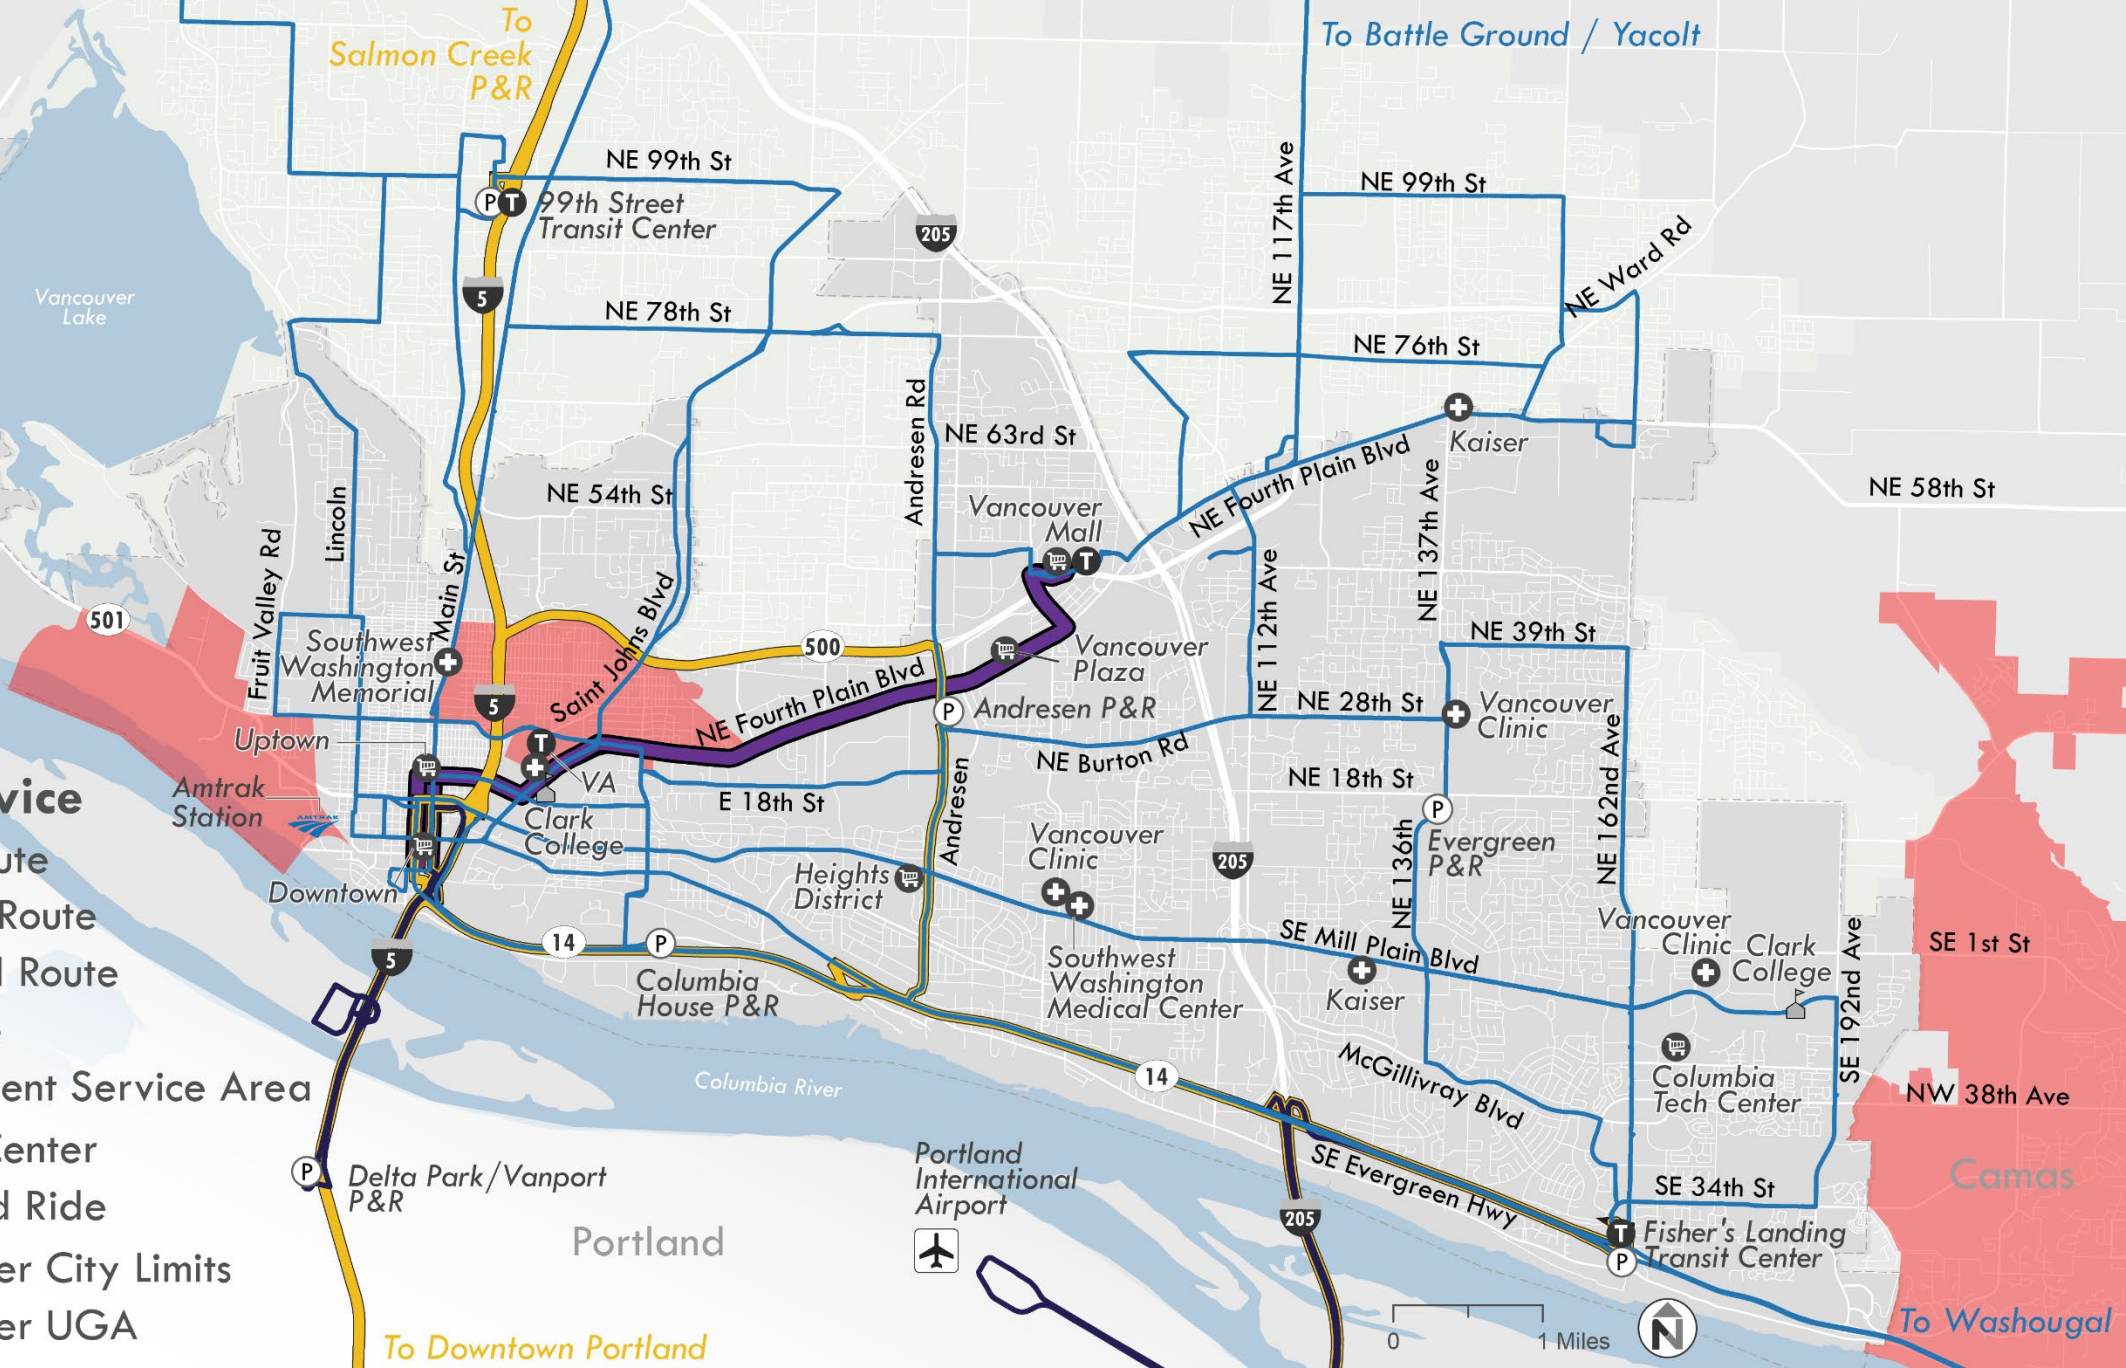 To
Salmon Creek
P&R
To Battle Ground / Yacolt
NE 99th St
P T
99th Street
Transit Center
NE 117th Ave
NE 99th St
205
NE Ward Rd
Vancouver
Lake
5
NE 78th St
NE 76th St
Andresen Rd
NE 63rd St
Kaiser
NE Fourth Plain Blvd
NE 137th Ave
NE 58th St
Lincoln
NE 54th St
Vancouver
Mall
T
Fruit Valley Rd
Main St
NE 112th Ave
501
Southwest
Washington
Memorial
Saint Johns Blvd
500
NE 39th St
Vancouver
Plaza
5
NE Fourth Plain Blvd
P
Andresen P&R
NE 28th St
Vancouver
Clinic
Uptown
T
VA
NE Burton Rd
NE 162nd Ave
NE 18th St
P
Evergreen
P&R
Amtrak
Station
AMTRAK
E 18th St
Andresen
Clark
College
Vancouver
Clinic
205
NE 136th
Heights
District
Downtown
Vancouver
Clinic
Clark
College
SE 192nd Ave
SE 1st St
14
P
Columbia
House P&R
5
Southwest
Washington
Medical Center
SE Mill Plain Blvd
Kaiser
Columbia
Tech Center
NW 38th Ave
McGillivray Blvd
14
Columbia River
Portland
International
Airport
SE Evergreen Hwy
SE 34th St
Camas
P
Delta Park/Vanport
P&R
Portland
205
T
P
Fisher's Landing
Transit Center
0
1 Miles
N
To Washougal
To Downtown Portland
vice
ute
Route
l Route
ent Service Area
Center
d Ride
er City Limits
er UGA